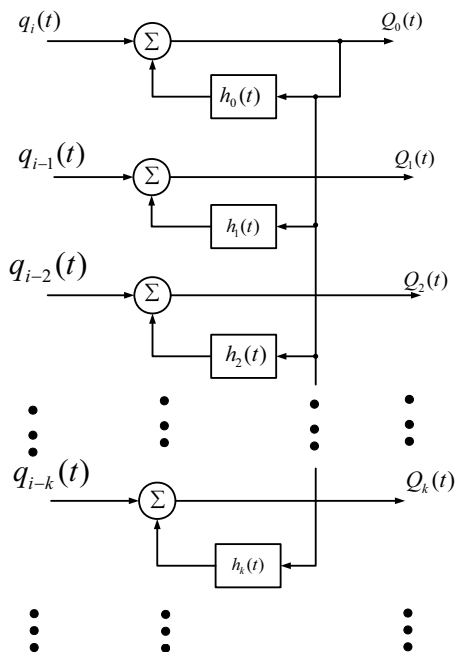 q_i(t) Σ Q_0(t)
h_0(t)
q_{i-1}(t) Σ Q_1(t)
h_1(t)
q_{i-2}(t) Σ Q_2(t)
h_2(t)
q_{i-k}(t) Σ Q_k(t)
h_k(t)